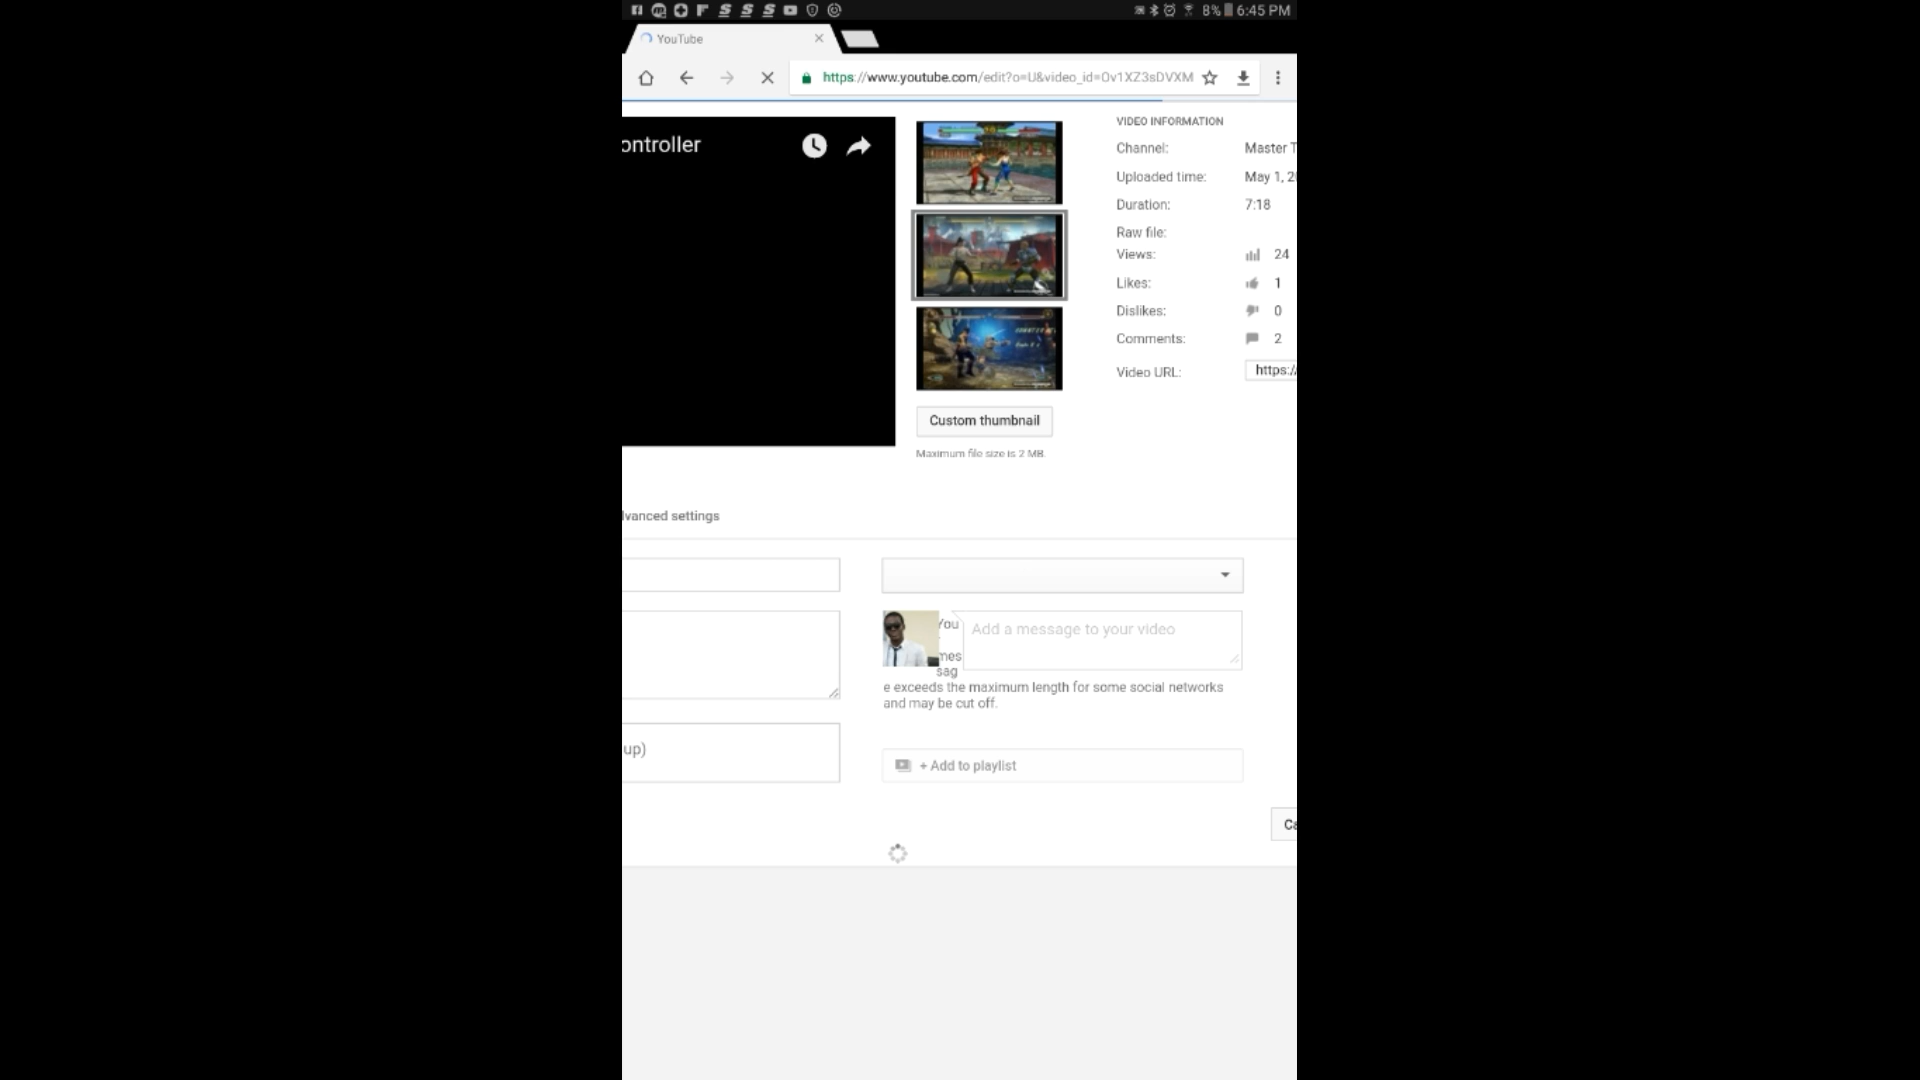 8% 6:45 PM
YouTube
https://www.youtube.com/edit?o=U&video_id=Ov1XZ3sDVXM
ontroller
VIDEO INFORMATION
Channel: Master T
Uploaded time: May 1, 2
Duration: 7:18
Raw file:
Views: 24
Likes: 1
Dislikes: 0
Comments: 2
Video URL: https:/
Custom thumbnail
Maximum file size is 2 MB.
dvanced settings
Add a message to your video
You
r
mes
sag
e exceeds the maximum length for some social networks
and may be cut off.
up)
+ Add to playlist
Ca